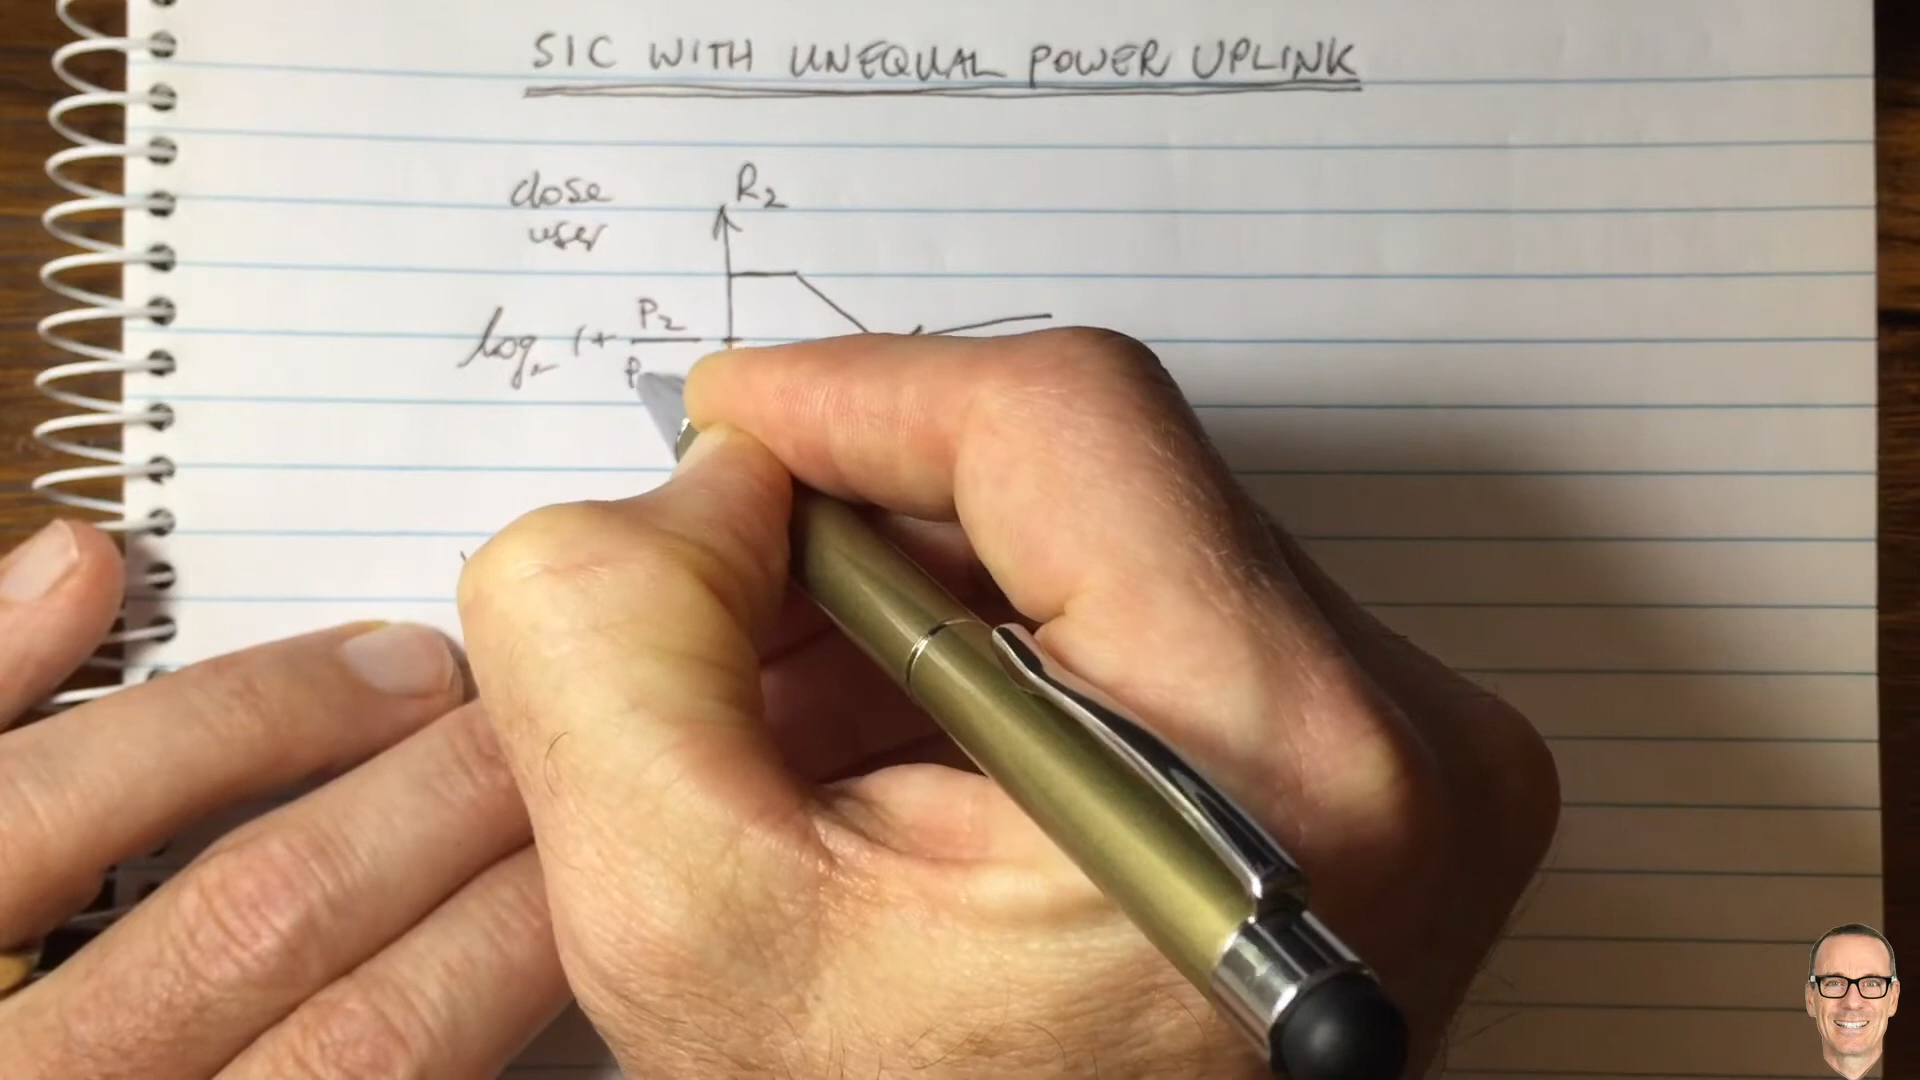 SIC WITH UNEQUAL POWER UPLINK
close
user
R2
log2 1+ P2
P